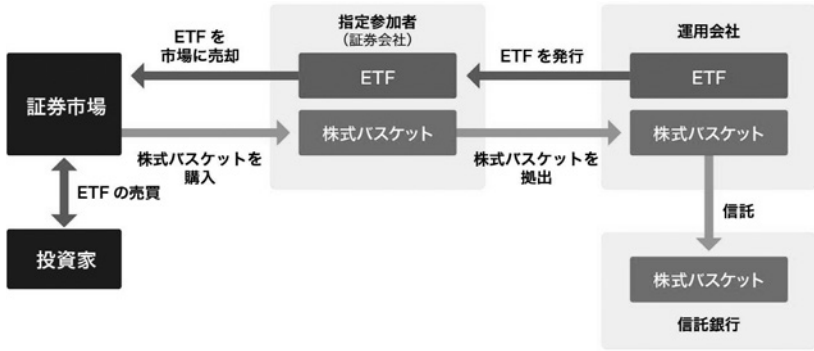 指定参加者
（証券会社）
運用会社
ETF を
市場に売却
ETF
ETF を発行
ETF
証券市場
株式バスケット
株式バスケット
株式バスケットを
購入
株式バスケットを
拠出
ETF の売買
信託
投資家
株式バスケット
信託銀行